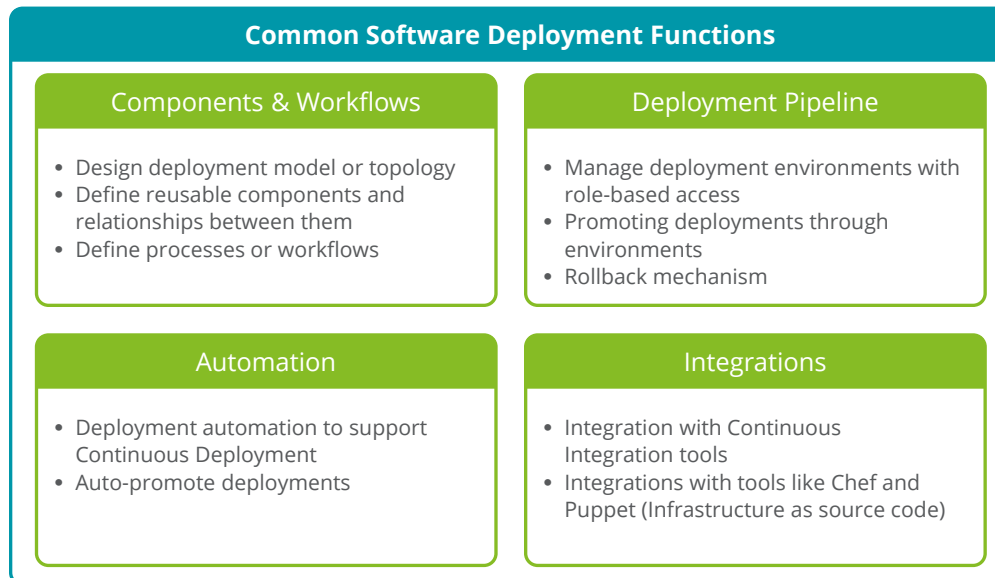 Common Software Deployment Functions
Components & Workflows
• Design deployment model or topology
• Define reusable components and
relationships between them
• Define processes or workflows
Deployment Pipeline
• Manage deployment environments with
role-based access
• Promoting deployments through
environments
• Rollback mechanism
Automation
• Deployment automation to support
Continuous Deployment
• Auto-promote deployments
Integrations
• Integration with Continuous
Integration tools
• Integrations with tools like Chef and
Puppet (Infrastructure as source code)